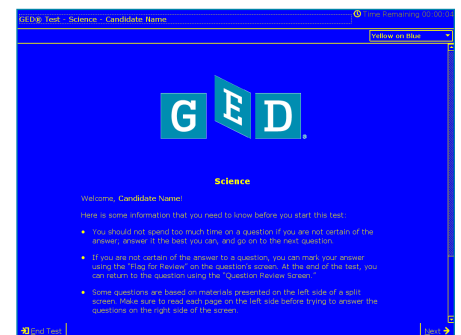 GED® Test - Science - Candidate Name
Time Remaining 00:00:04
Yellow on Blue
GED
Science
Welcome, Candidate Name!
Here is some information that you need to know before you start this test:
• You should not spend too much time on a question if you are not certain of the
answer; answer it the best you can, and go on to the next question.
• If you are not certain of the answer to a question, you can mark your answer
using the "Flag for Review" on the question's screen. At the end of the test, you
can return to the question using the "Question Review Screen."
• Some questions are based on materials presented on the left side of a split
screen. Make sure to read each page on the left side before trying to answer the
questions on the right side of the screen.
End Test
Next